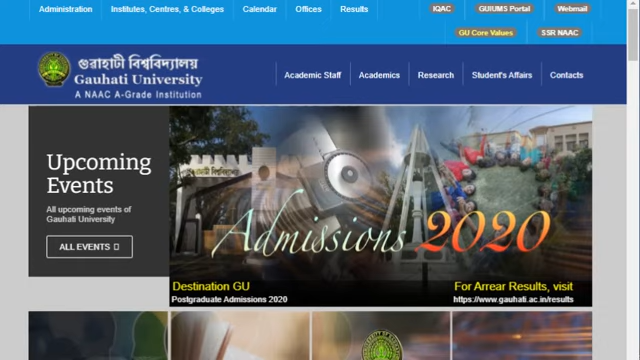 Administration
Institutes, Centres, & Colleges
Calendar
Offices
Results
IQAC
GU/UMS Portal
Webmail
GU Core Values
SSR NAAC
গুৱাহাটী বিশ্ববিদ্যালয়
Gauhati University
A NAAC A-Grade Institution
Academic Staff
Academics
Research
Student's Affairs
Contacts
Upcoming
Events
All upcoming events of
Gauhati University
ALL EVENTS
Admissions 2020
Destination GU
Postgraduate Admissions 2020
For Arrear Results, visit
https://www.gauhati.ac.in/results